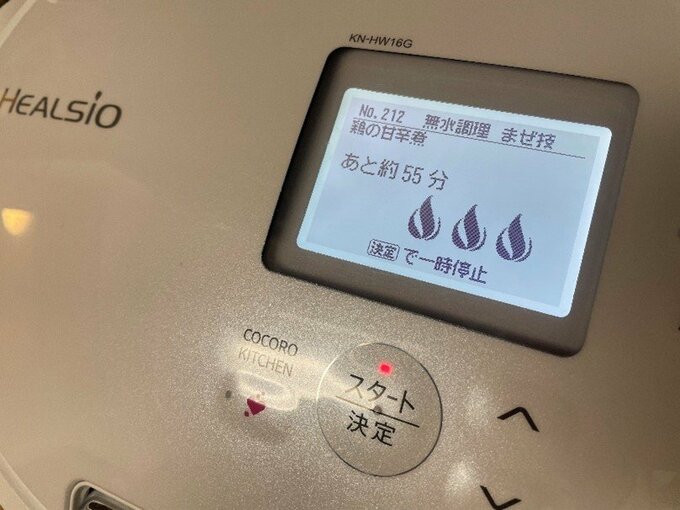 KN-HW16G
HEALSIO
No.212 無水調理 まぜ技
鶏の甘辛煮
あと約55分
決定で一時停止
COCORO
KITCHEN
スタート
決定